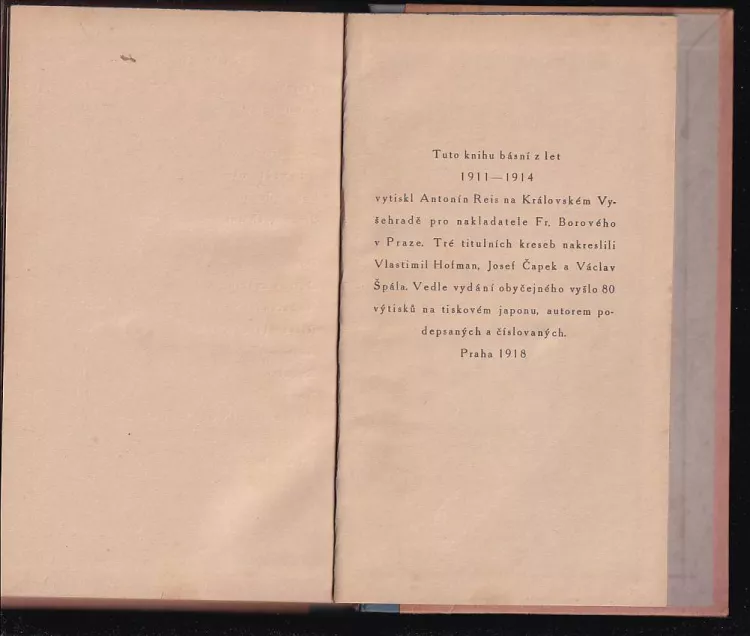 Tuto knihu básní z let
1911—1914
vytiskl Antonín Reis na Královském Vy-
šehradě pro nakladatele Fr. Borového
v Praze. Tré titulních kreseb nakreslili
Vlastimil Hofman, Josef Čapek a Václav
Špála. Vedle vydání obyčejného vyšlo 80
výtisků na tiskovém japonu, autorem po-
depsaných a číslovaných.
Praha 1918